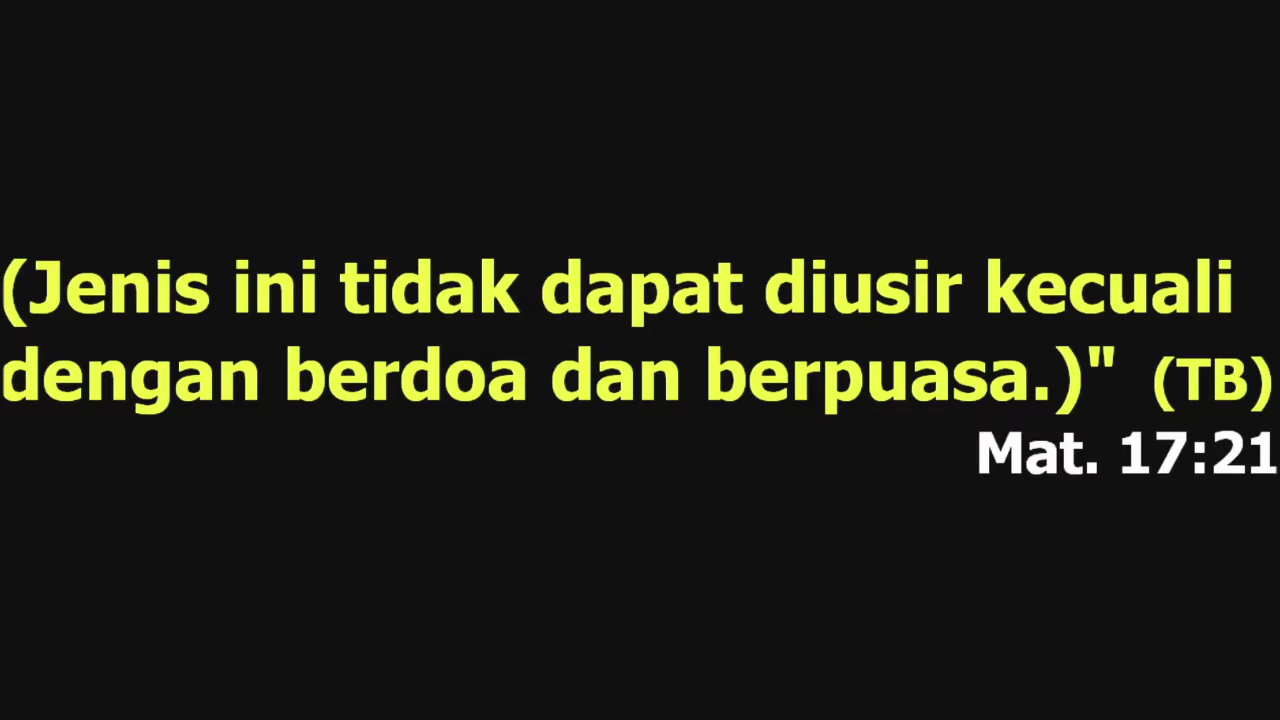 (Jenis ini tidak dapat diusir kecuali
dengan berdoa dan berpuasa.)" (TB)
Mat. 17:21